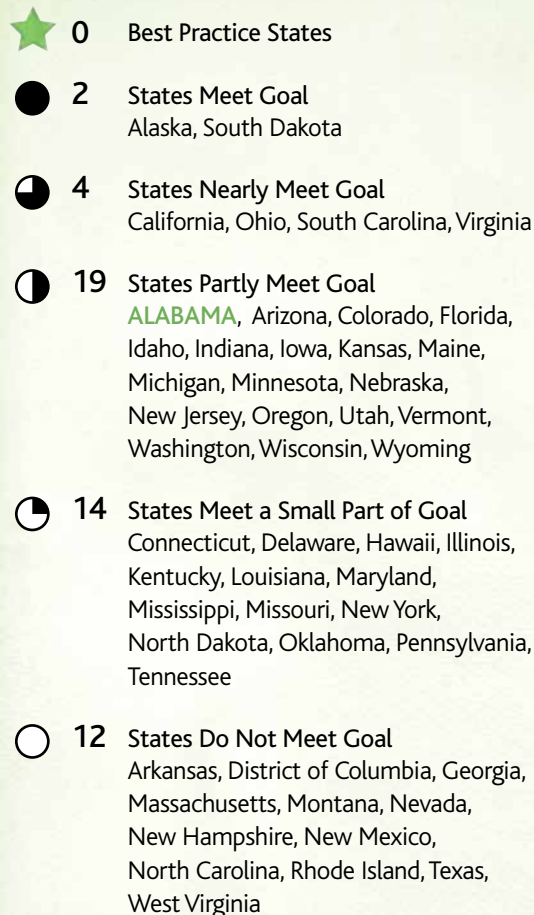 0 Best Practice States
2 States Meet Goal
Alaska, South Dakota
4 States Nearly Meet Goal
California, Ohio, South Carolina, Virginia
19 States Partly Meet Goal
ALABAMA, Arizona, Colorado, Florida,
Idaho, Indiana, Iowa, Kansas, Maine,
Michigan, Minnesota, Nebraska,
New Jersey, Oregon, Utah, Vermont,
Washington, Wisconsin, Wyoming
14 States Meet a Small Part of Goal
Connecticut, Delaware, Hawaii, Illinois,
Kentucky, Louisiana, Maryland,
Mississippi, Missouri, New York,
North Dakota, Oklahoma, Pennsylvania,
Tennessee
12 States Do Not Meet Goal
Arkansas, District of Columbia, Georgia,
Massachusetts, Montana, Nevada,
New Hampshire, New Mexico,
North Carolina, Rhode Island, Texas,
West Virginia